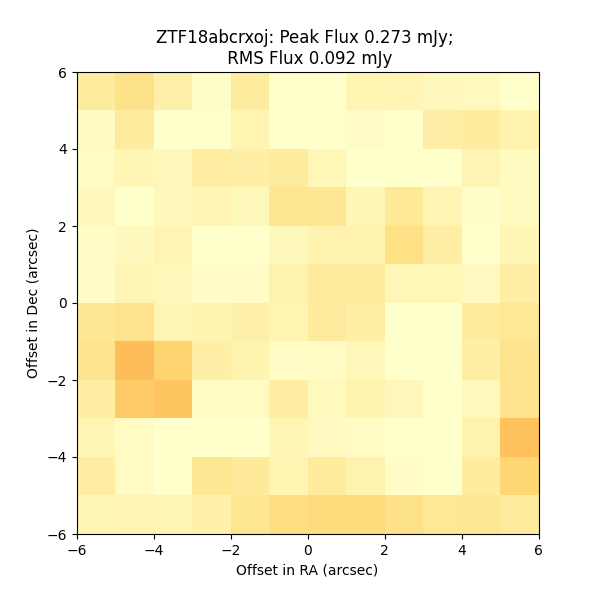 ZTF18abcrxoj: Peak Flux 0.273 mJy;
RMS Flux 0.092 mJy
6
4
2
0
−2
−4
−6
Offset in Dec (arcsec)
−6 −4 −2 0 2 4 6
Offset in RA (arcsec)